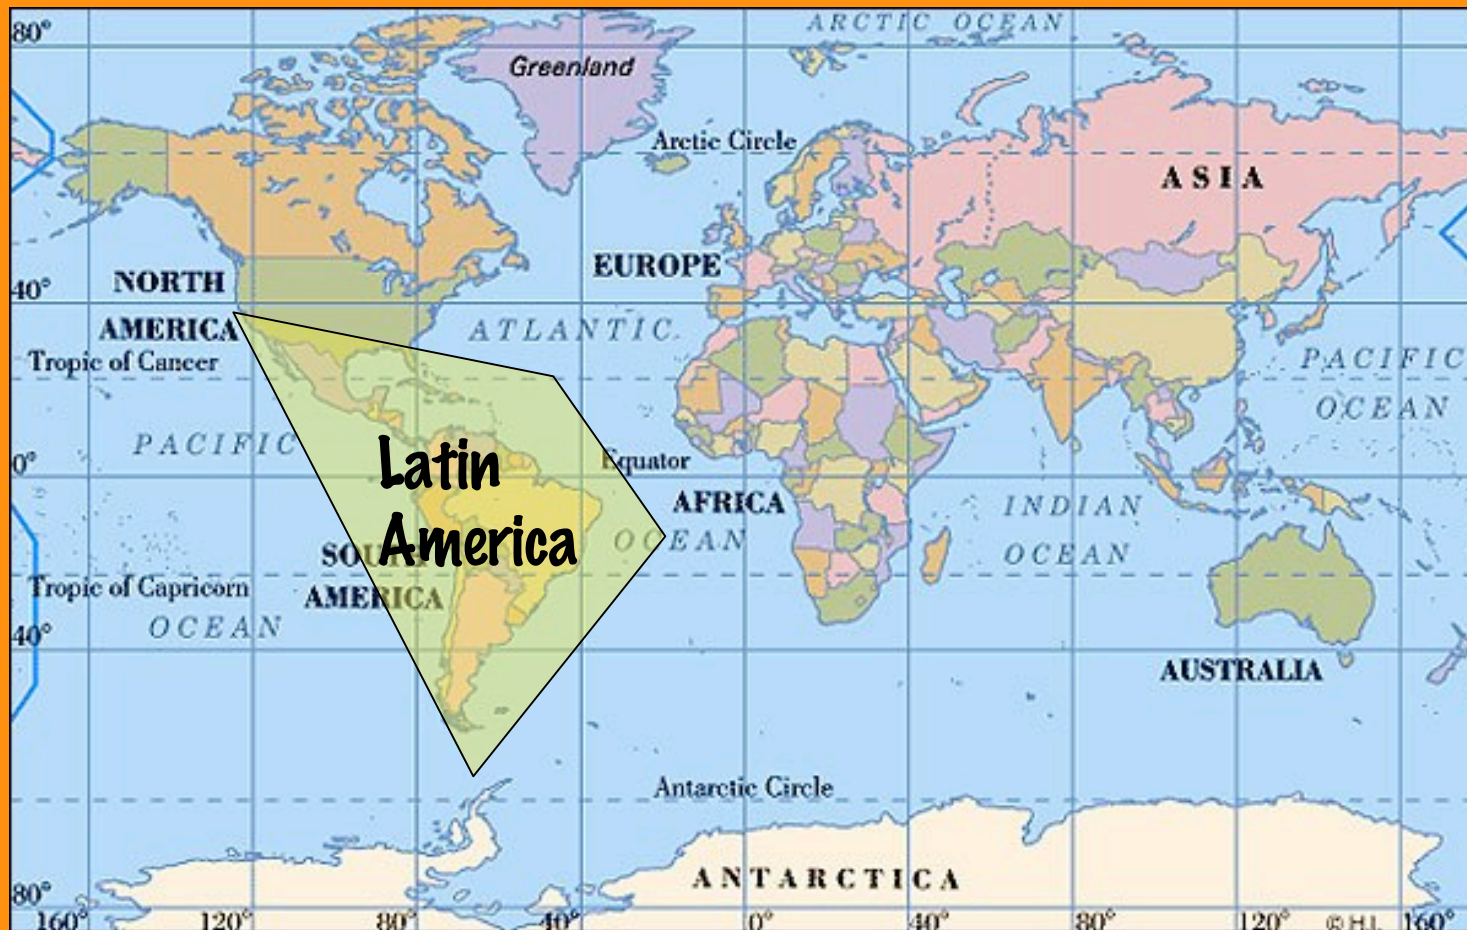 ARCTIC OCEAN
80°
Greenland
Arctic Circle
ASIA
EUROPE
NORTH
40°
AMERICA
ATLANTIC
Tropic of Cancer
PACIFIC
OCEAN
PACIFIC
Latin
0°
Equator
AFRICA
INDIAN
America
OCEAN
SOUTH
OCEAN
Tropic of Capricorn
AMERICA
OCEAN
40°
AUSTRALIA
Antarctic Circle
ANTARCTICA
80°
160° 120° 80° 40° 0° 40° 80° 120° © H.I. 160°